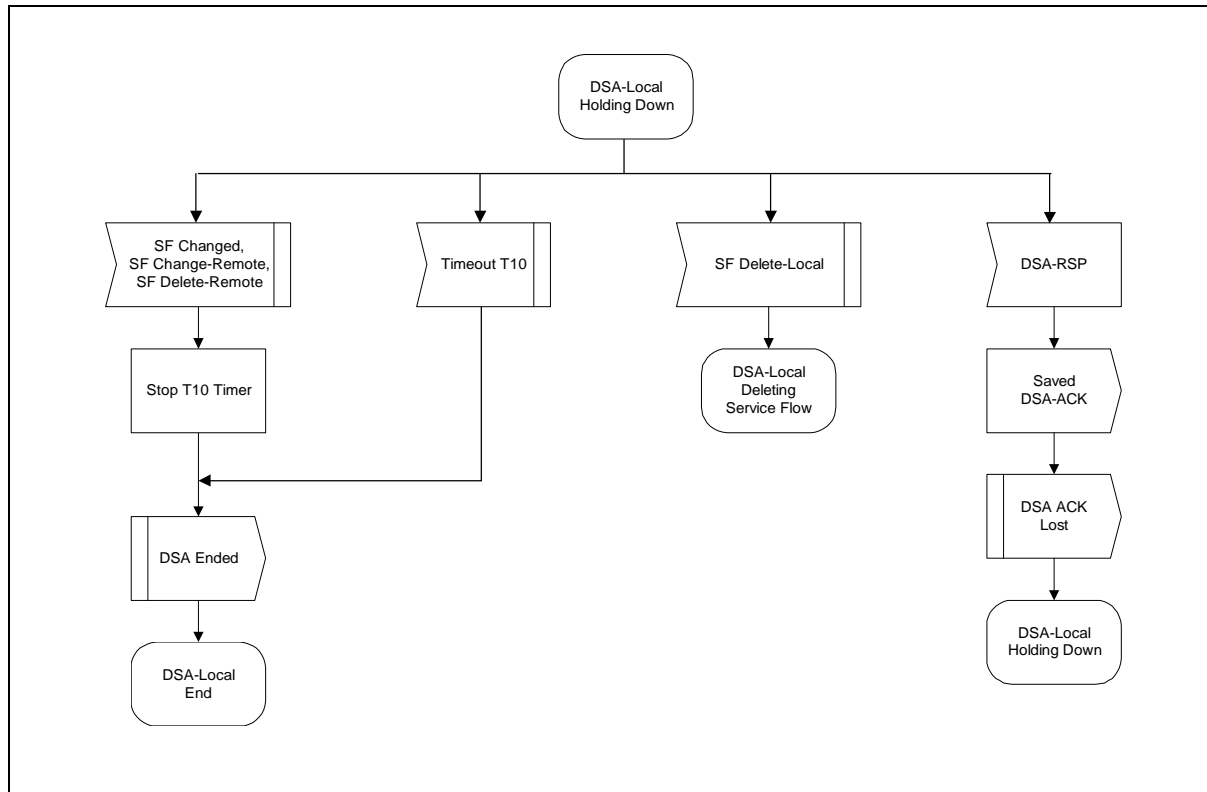 DSA-Local
Holding Down
SF Changed,
SF Change-Remote,
SF Delete-Remote
Timeout T10
SF Delete-Local
DSA-RSP
Stop T10 Timer
DSA-Local
Deleting
Service Flow
Saved
DSA-ACK
DSA Ended
DSA ACK
Lost
DSA-Local
End
DSA-Local
Holding Down